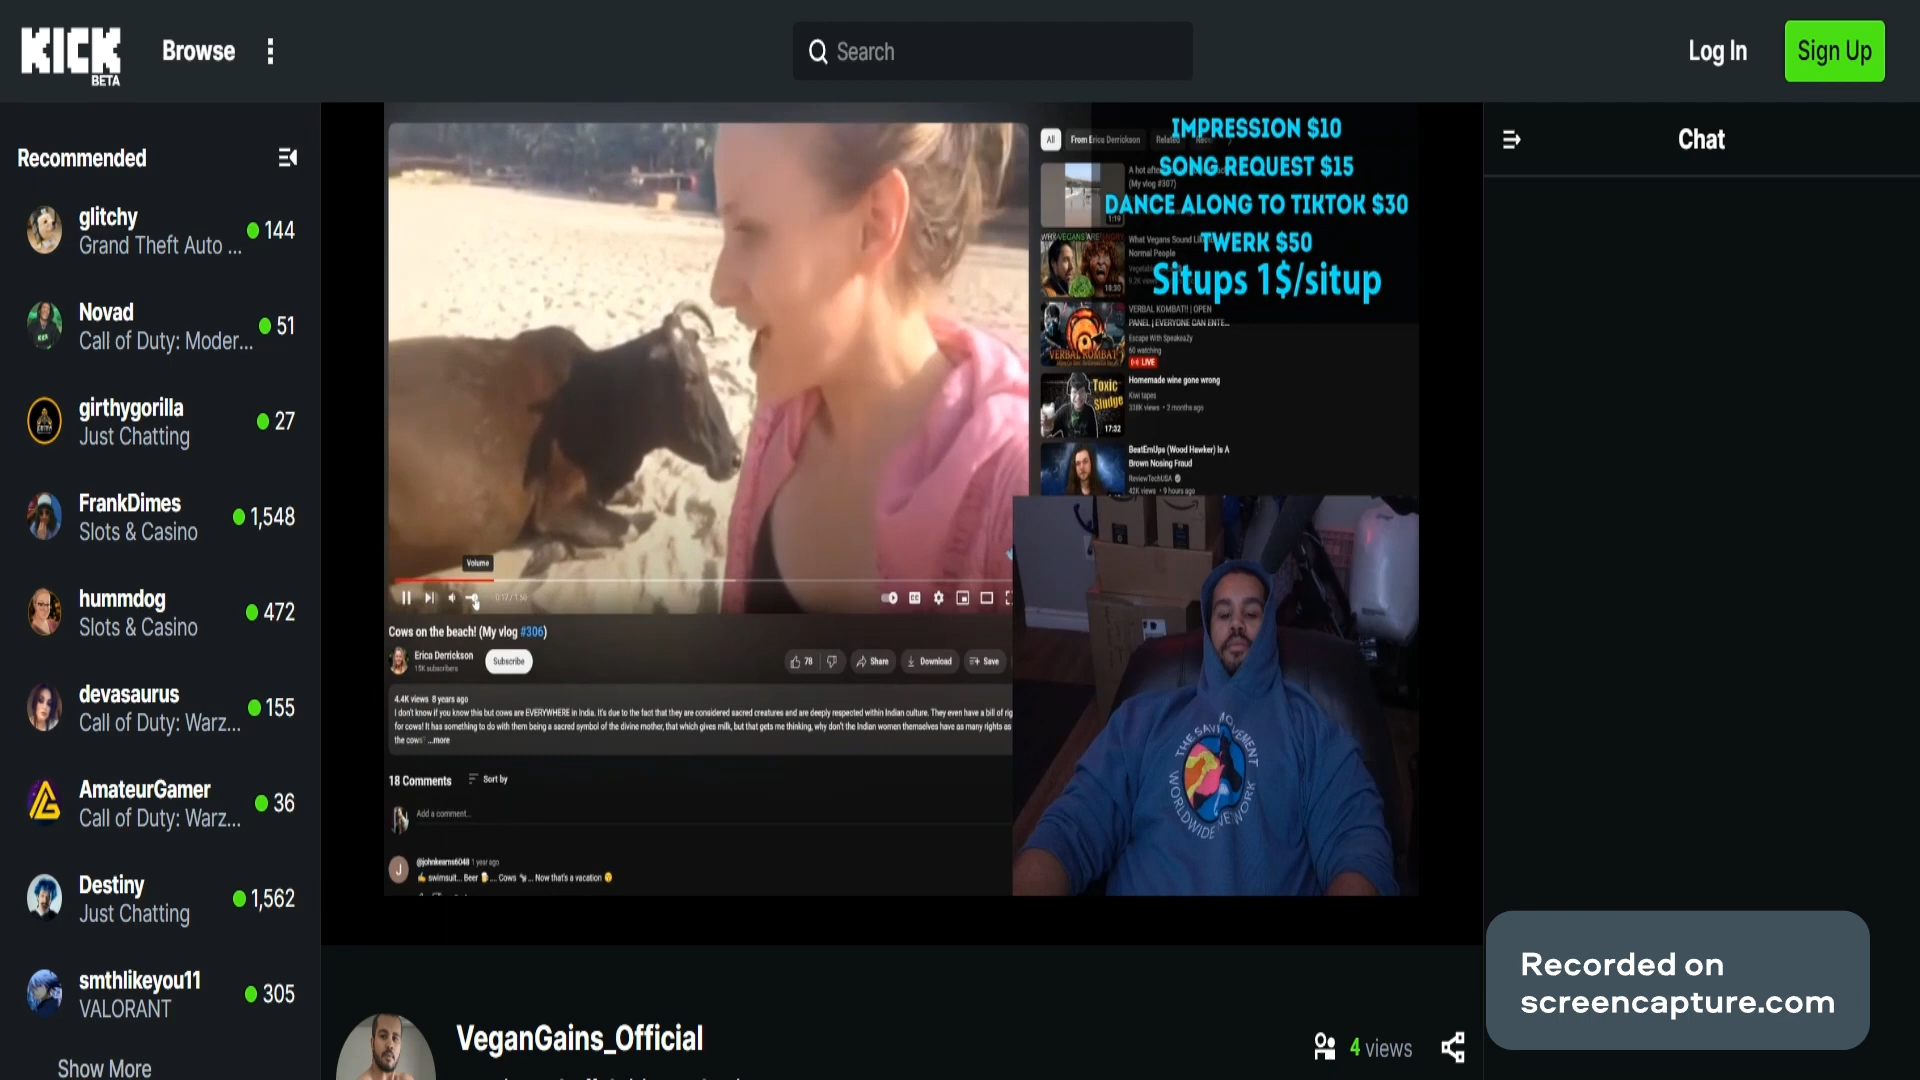 KICK
BETA
Browse
Search
Log In
Sign Up
Recommended
glitchy
Grand Theft Auto ...
144
Novad
Call of Duty: Moder...
51
girthygorilla
Just Chatting
27
FrankDimes
Slots & Casino
1,548
hummdog
Slots & Casino
472
devasaurus
Call of Duty: Warz...
155
AmateurGamer
Call of Duty: Warz...
36
Destiny
Just Chatting
1,562
smthlikeyou11
VALORANT
305
Show More
All
From Erica Derrickson
IMPRESSION $10
SONG REQUEST $15
DANCE ALONG TO TIKTOK $30
TWERK $50
Situps 1$/situp
(My vlog #387)
1:19
What Vegans Sound
Normal People
18:30
VERBAL KOMBAT!! | OPEN
PANEL | EVERYONE CAN ENTE...
Escape With SpeakeaZy
60 watching
LIVE
VERBAL KOMBAT
Homemade wine gone wrong
Kiwi tapes
338K views • 2 months ago
Toxic
Sludge
17:32
BeatEmUps (Wood Hawker) Is A
Brown Nosing Fraud
ReviewTechUSA
42K views • 9 hours ago
Volume
0:17 / 1:50
Cows on the beach! (My vlog #306)
Erica Derrickson
15K subscribers
Subscribe
78
Share
Download
Save
4.4K views 8 years ago
I don't know if you know this but cows are EVERYWHERE in India. It's due to the fact that they are considered sacred creatures and are deeply respected within Indian culture. They even have a bill of rig
for cows! It has something to do with them being a sacred symbol of the divine mother, that which gives milk, but that gets me thinking, why don't the Indian women themselves have as many rights as
the cows? ...more
18 Comments
Sort by
Add a comment...
J
@johnkearns6048 1 year ago
swimsuit... Beer .... Cows ... Now that's a vacation
THE SAVE MOVEMENT
WORLDWIDE NETWORK
Chat
VeganGains_Official
4 views
Recorded on
screencapture.com